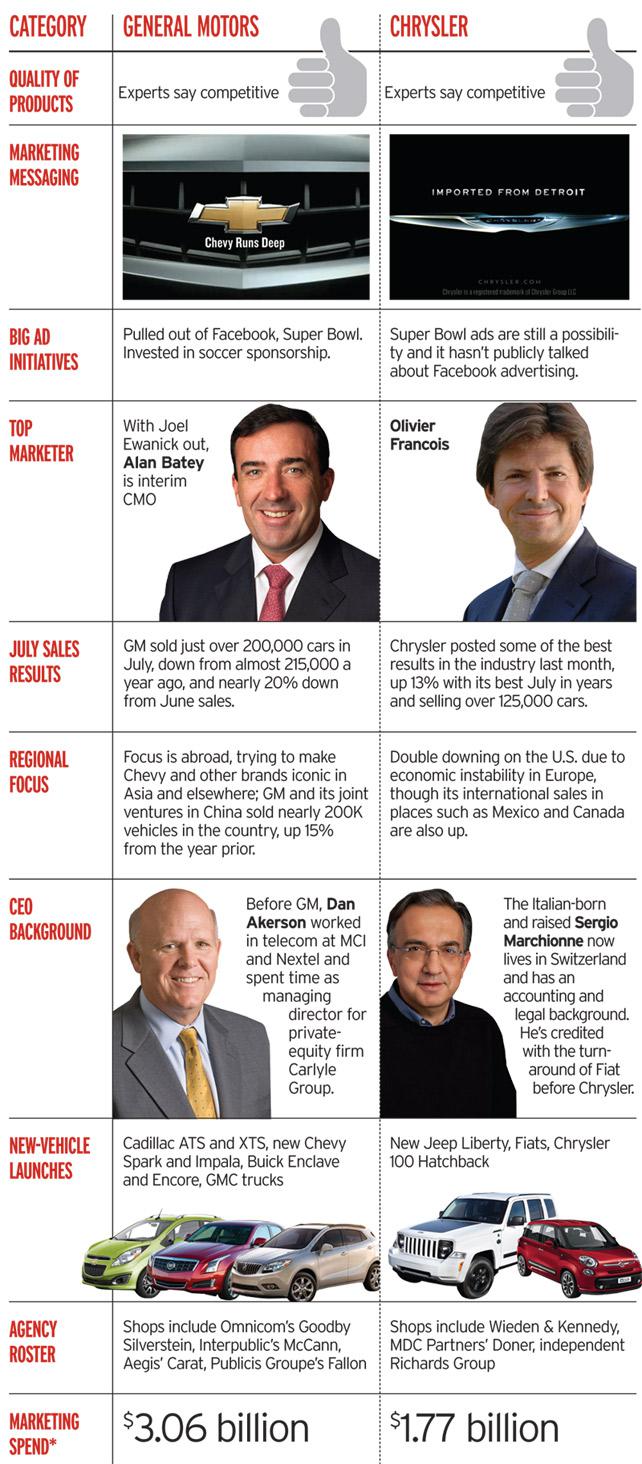 CATEGORY GENERAL MOTORS CHRYSLER
QUALITY OF
PRODUCTS
Experts say competitive
Experts say competitive
MARKETING
MESSAGING
Chevy Runs Deep
IMPORTED FROM DETROIT
CHRYSLER
CHRYSLER.COM
Chrysler is a registered trademark of Chrysler Group LLC
BIG AD
INITIATIVES
Pulled out of Facebook, Super Bowl.
Invested in soccer sponsorship.
Super Bowl ads are still a possibili-
ty and it hasn't publicly talked
about Facebook advertising.
TOP
MARKETER
With Joel
Ewanick out,
Alan Batey
is interim
CMO
Olivier
Francois
JULY SALES
RESULTS
GM sold just over 200,000 cars in
July, down from almost 215,000 a
year ago, and nearly 20% down
from June sales.
Chrysler posted some of the best
results in the industry last month,
up 13% with its best July in years
and selling over 125,000 cars.
REGIONAL
FOCUS
Focus is abroad, trying to make
Chevy and other brands iconic in
Asia and elsewhere; GM and its joint
ventures in China sold nearly 200K
vehicles in the country, up 15%
from the year prior.
Double downing on the U.S. due to
economic instability in Europe,
though its international sales in
places such as Mexico and Canada
are also up.
CEO
BACKGROUND
Before GM, Dan
Akerson worked
in telecom at MCI
and Nextel and
spent time as
managing
director for
private-
equity firm
Carlyle
Group.
The Italian-born
and raised Sergio
Marchionne now
lives in Switzerland
and has an
accounting and
legal background.
He's credited
with the turn-
around of Fiat
before Chrysler.
NEW-VEHICLE
LAUNCHES
Cadillac ATS and XTS, new Chevy
Spark and Impala, Buick Enclave
and Encore, GMC trucks
New Jeep Liberty, Fiats, Chrysler
100 Hatchback
AGENCY
ROSTER
Shops include Omnicom's Goodby
Silverstein, Interpublic's McCann,
Aegis' Carat, Publicis Groupe's Fallon
Shops include Wieden & Kennedy,
MDC Partners' Doner, independent
Richards Group
MARKETING
SPEND*
$3.06 billion
$1.77 billion